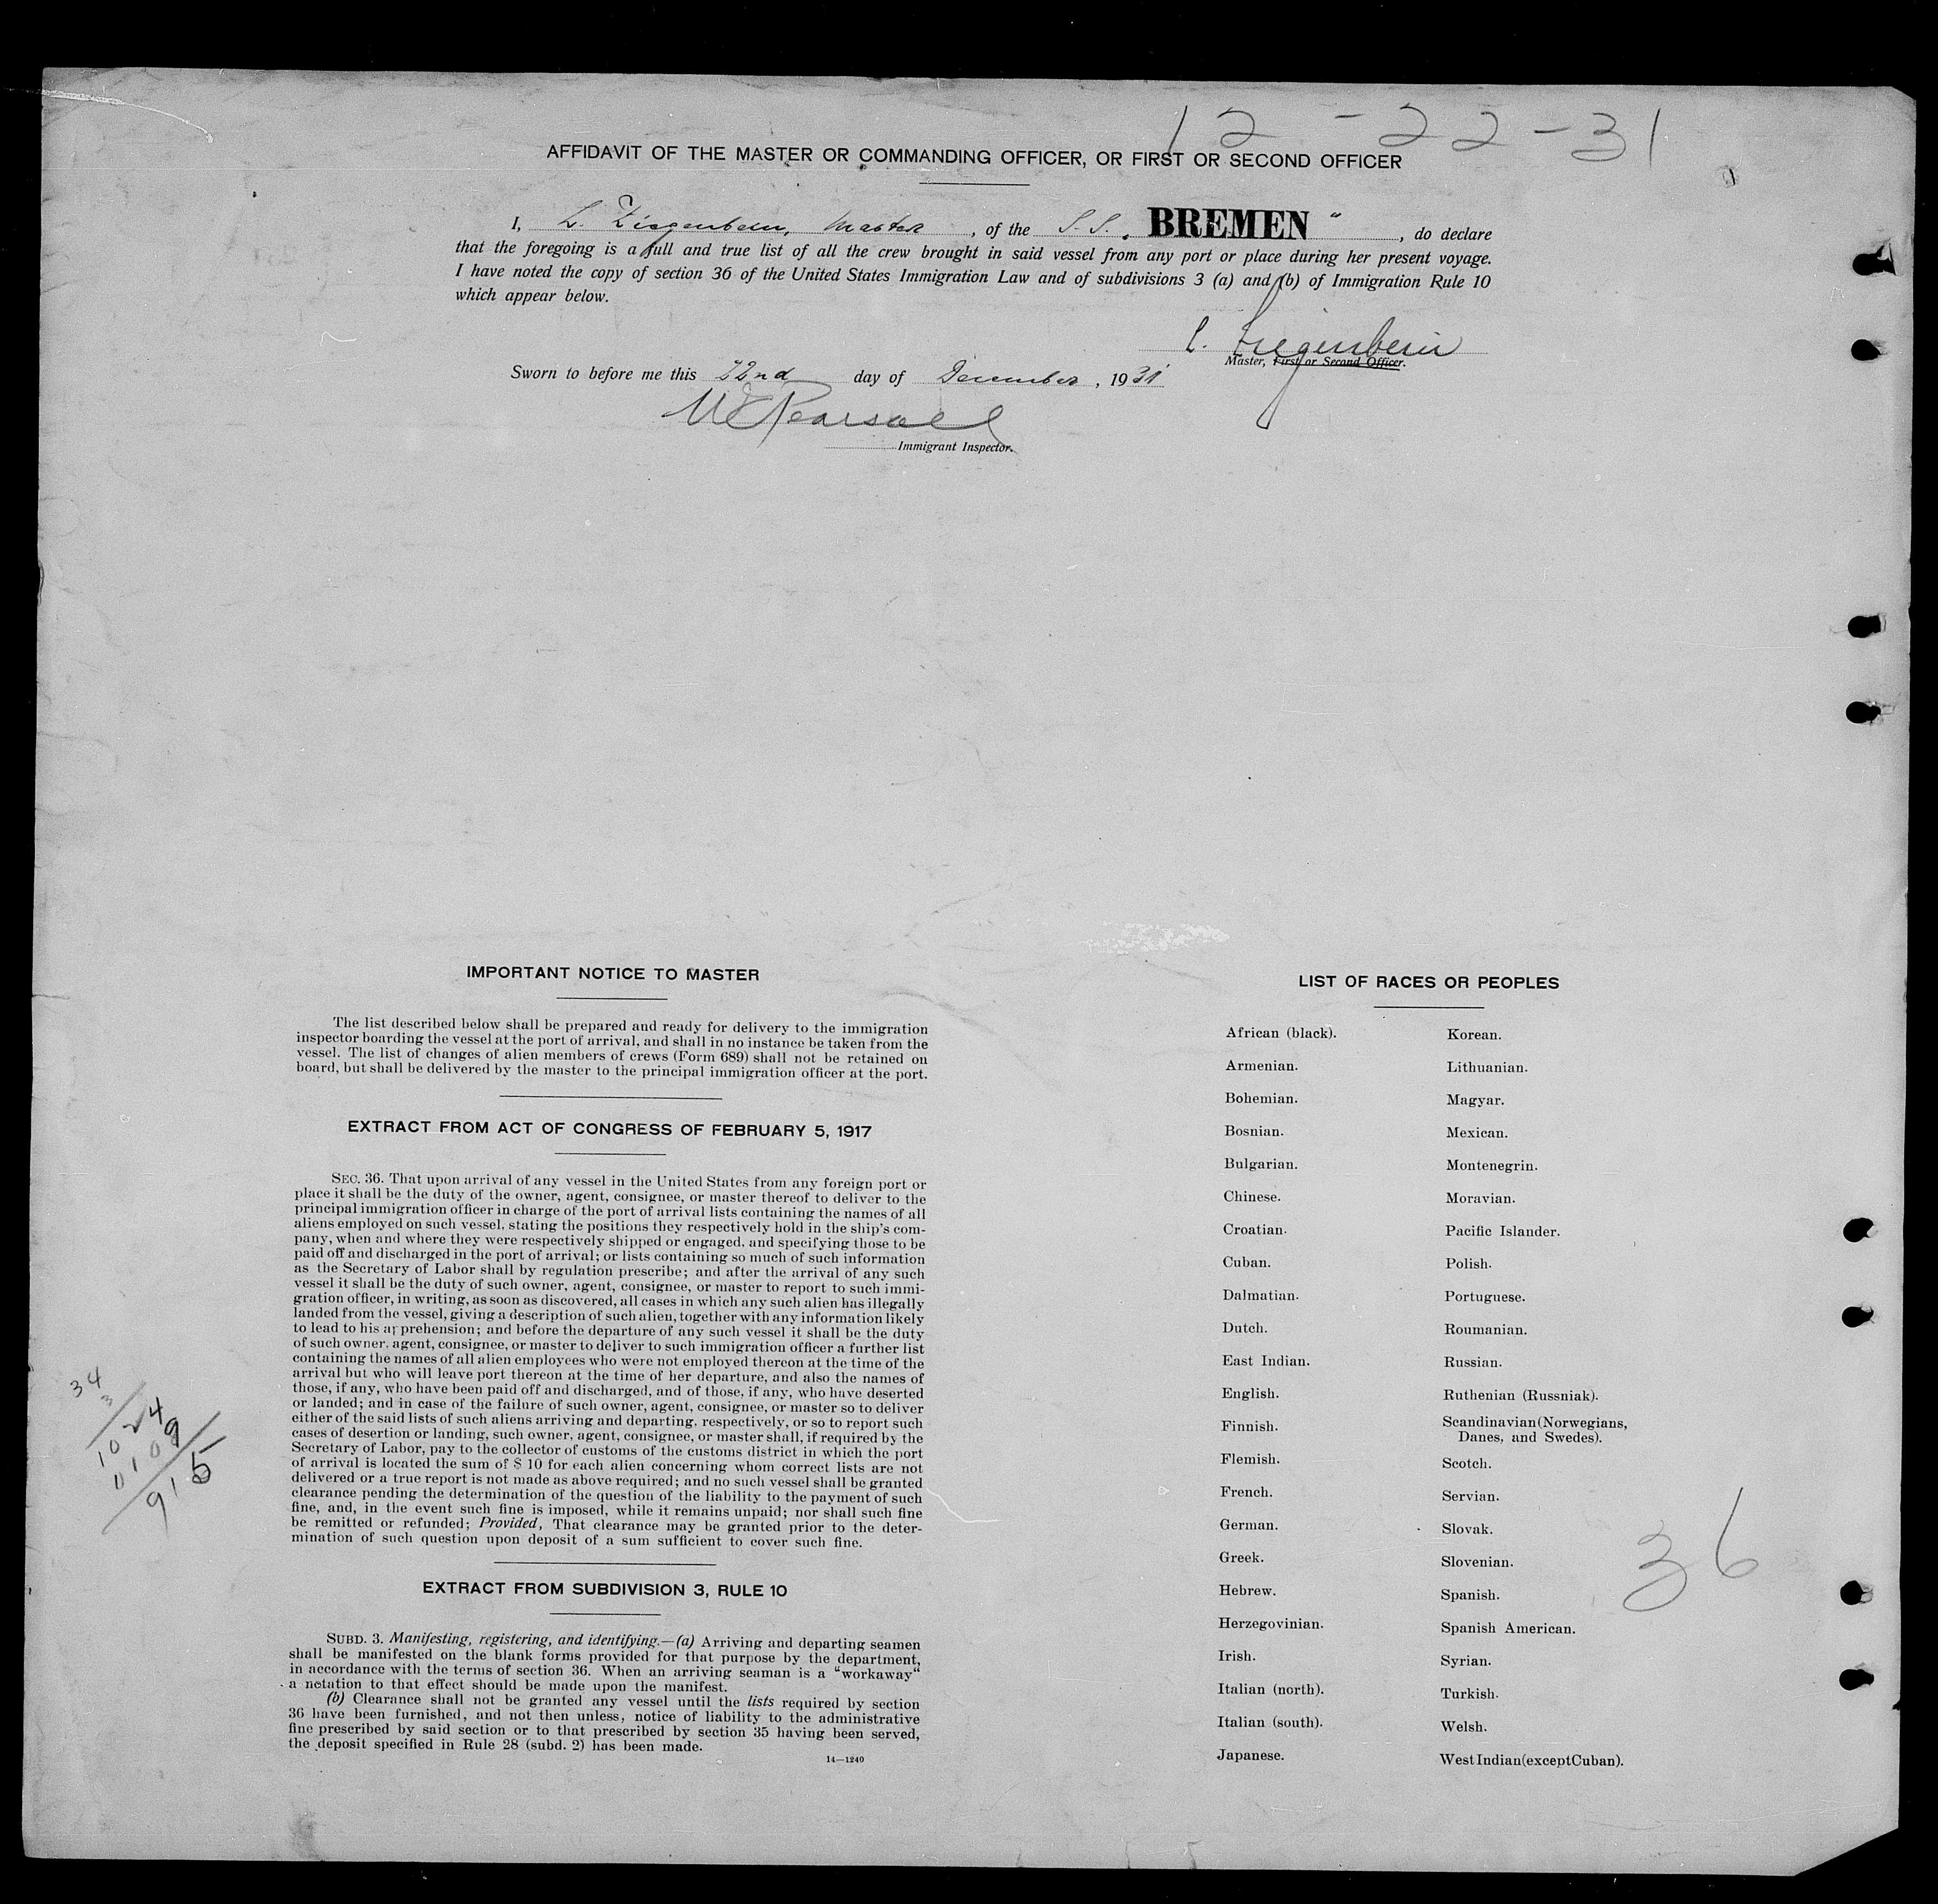 12-22-31
AFFIDAVIT OF THE MASTER OR COMMANDING OFFICER, OR FIRST OR SECOND OFFICER
I, L. Ziegenbein, Master, of the S.S. "BREMEN", do declare
that the foregoing is a full and true list of all the crew brought in said vessel from any port or place during her present voyage.
I have noted the copy of section 36 of the United States Immigration Law and of subdivisions 3 (a) and (b) of Immigration Rule 10
which appear below.
L. Ziegenbein
Master, First or Second Officer.
Sworn to before me this 22nd day of December, 1931
Pearsall
Immigrant Inspector.
IMPORTANT NOTICE TO MASTER
The list described below shall be prepared and ready for delivery to the immigration
inspector boarding the vessel at the port of arrival, and shall in no instance be taken from the
vessel. The list of changes of alien members of crews (Form 689) shall not be retained on
board, but shall be delivered by the master to the principal immigration officer at the port.
EXTRACT FROM ACT OF CONGRESS OF FEBRUARY 5, 1917
SEC. 36. That upon arrival of any vessel in the United States from any foreign port or
place it shall be the duty of the owner, agent, consignee, or master thereof to deliver to the
principal immigration officer in charge of the port of arrival lists containing the names of all
aliens employed on such vessel, stating the positions they respectively hold in the ship's com-
pany, when and where they were respectively shipped or engaged, and specifying those to be
paid off and discharged in the port of arrival; or lists containing so much of such information
as the Secretary of Labor shall by regulation prescribe; and after the arrival of any such
vessel it shall be the duty of such owner, agent, consignee, or master to report to such immi-
gration officer, in writing, as soon as discovered, all cases in which any such alien has illegally
landed from the vessel, giving a description of such alien, together with any information likely
to lead to his apprehension; and before the departure of any such vessel it shall be the duty
of such owner, agent, consignee, or master to deliver to such immigration officer a further list
containing the names of all alien employees who were not employed thereon at the time of the
arrival but who will leave port thereon at the time of her departure, and also the names of
those, if any, who have been paid off and discharged, and of those, if any, who have deserted
or landed; and in case of the failure of such owner, agent, consignee, or master so to deliver
either of the said lists of such aliens arriving and departing, respectively, or so to report such
cases of desertion or landing, such owner, agent, consignee, or master shall, if required by the
Secretary of Labor, pay to the collector of customs of the customs district in which the port
of arrival is located the sum of $ 10 for each alien concerning whom correct lists are not
delivered or a true report is not made as above required; and no such vessel shall be granted
clearance pending the determination of the question of the liability to the payment of such
fine, and, in the event such fine is imposed, while it remains unpaid; nor shall such fine
be remitted or refunded; Provided, That clearance may be granted prior to the deter-
mination of such question upon deposit of a sum sufficient to cover such fine.
EXTRACT FROM SUBDIVISION 3, RULE 10
SUBD. 3. Manifesting, registering, and identifying.—(a) Arriving and departing seamen
shall be manifested on the blank forms provided for that purpose by the department,
in accordance with the terms of section 36. When an arriving seaman is a "workaway"
a notation to that effect should be made upon the manifest.
(b) Clearance shall not be granted any vessel until the lists required by section
36 have been furnished, and not then unless, notice of liability to the administrative
fine prescribed by said section or to that prescribed by section 35 having been served,
the deposit specified in Rule 28 (subd. 2) has been made.
14—1240
34
3
1024
0109
915
LIST OF RACES OR PEOPLES
African (black).
Armenian.
Bohemian.
Bosnian.
Bulgarian.
Chinese.
Croatian.
Cuban.
Dalmatian.
Dutch.
East Indian.
English.
Finnish.
Flemish.
French.
German.
Greek.
Hebrew.
Herzegovinian.
Irish.
Italian (north).
Italian (south).
Japanese.
Korean.
Lithuanian.
Magyar.
Mexican.
Montenegrin.
Moravian.
Pacific Islander.
Polish.
Portuguese.
Roumanian.
Russian.
Ruthenian (Russniak).
Scandinavian (Norwegians,
Danes, and Swedes).
Scotch.
Servian.
Slovak.
Slovenian.
Spanish.
Spanish American.
Syrian.
Turkish.
Welsh.
West Indian (except Cuban).
36